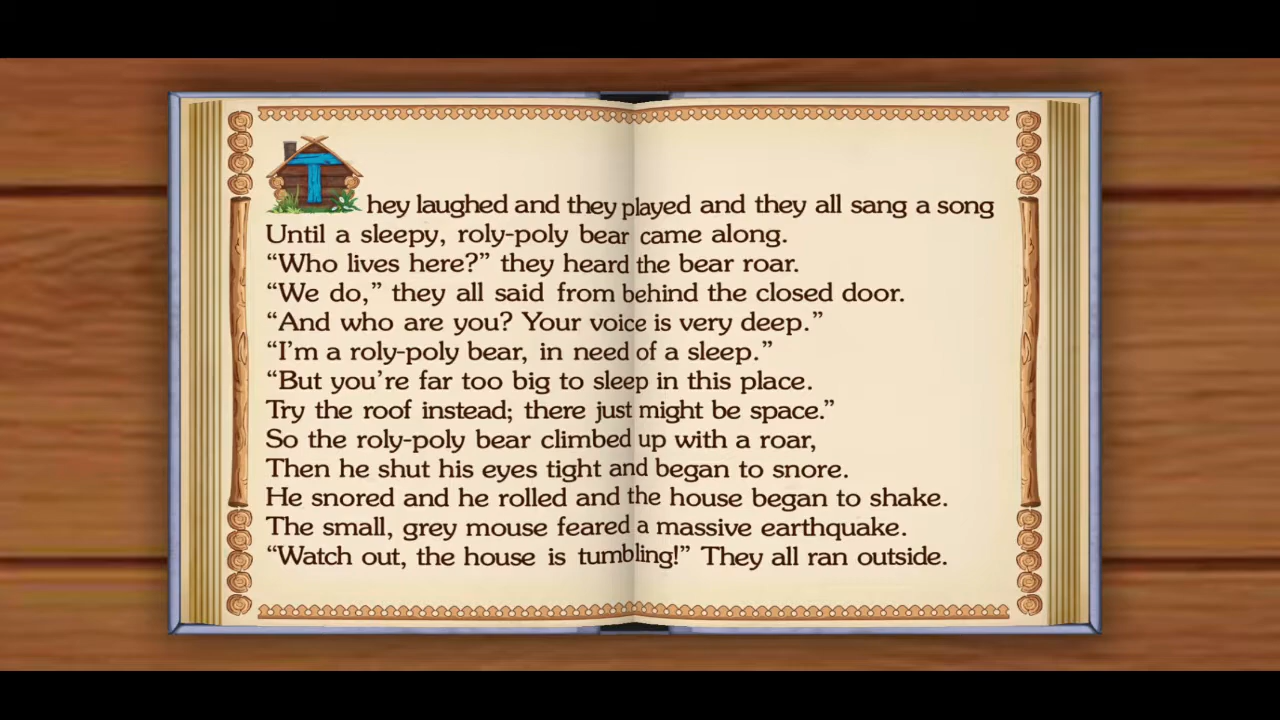 They laughed and they played and they all sang a song
Until a sleepy, roly-poly bear came along.
“Who lives here?” they heard the bear roar.
“We do,” they all said from behind the closed door.
“And who are you? Your voice is very deep.”
“I’m a roly-poly bear, in need of a sleep.”
“But you’re far too big to sleep in this place.
Try the roof instead; there just might be space.”
So the roly-poly bear climbed up with a roar,
Then he shut his eyes tight and began to snore.
He snored and he rolled and the house began to shake.
The small, grey mouse feared a massive earthquake.
“Watch out, the house is tumbling!” They all ran outside.